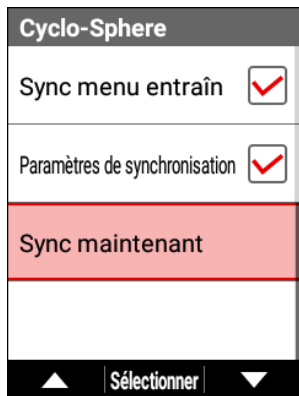 Cyclo-Sphere
Sync menu entraîn
Paramètres de synchronisation
Sync maintenant
Sélectionner